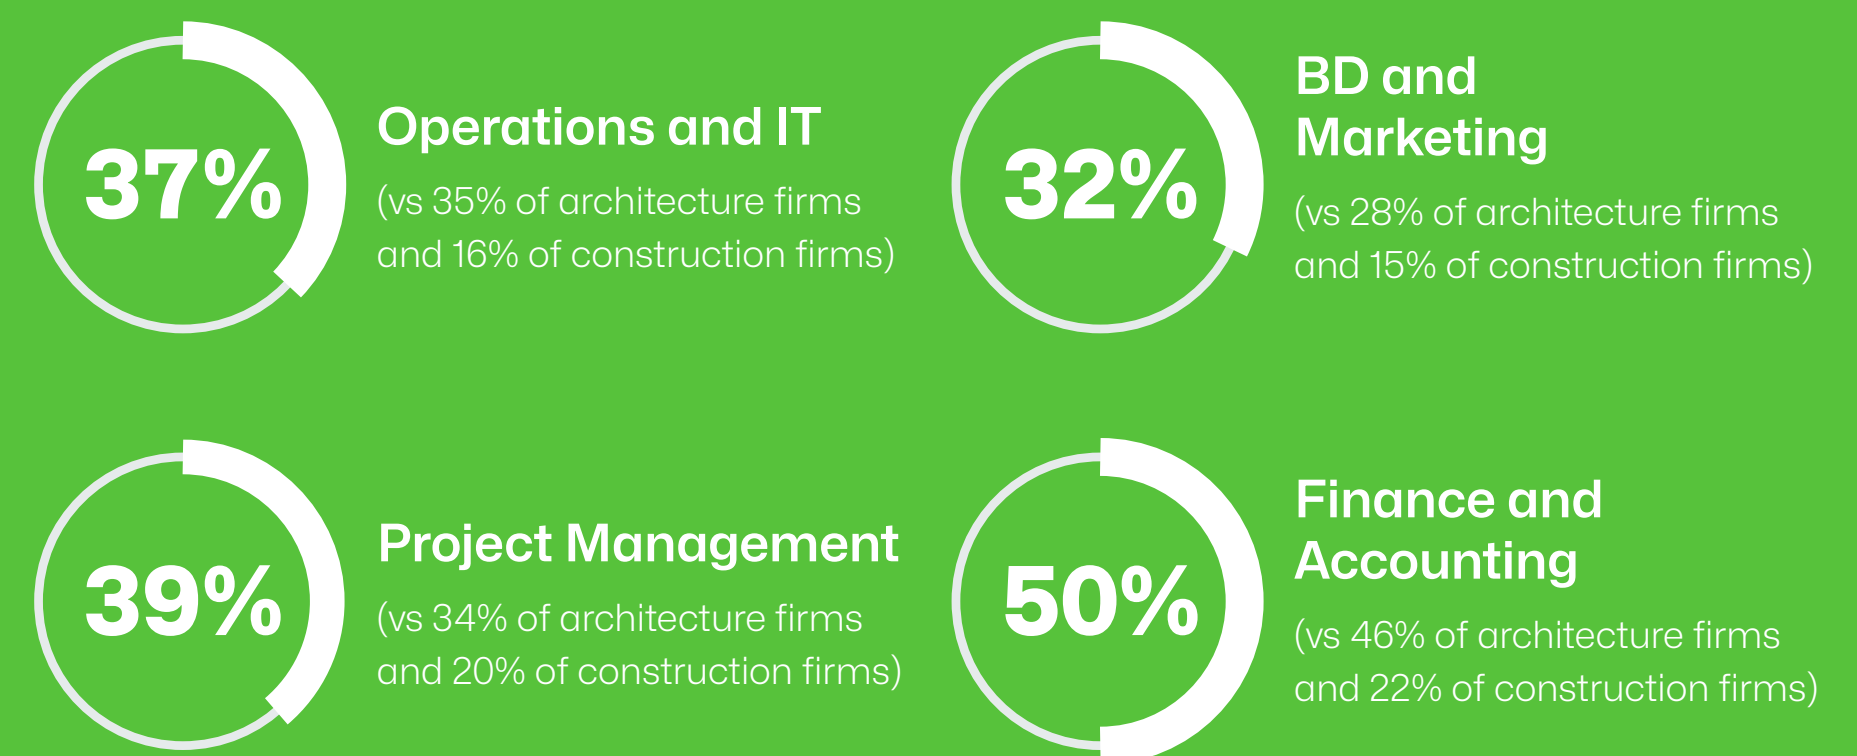 37%
Operations and IT
(vs 35% of architecture firms
and 16% of construction firms)
32%
BD and
Marketing
(vs 28% of architecture firms
and 15% of construction firms)
39%
Project Management
(vs 34% of architecture firms
and 20% of construction firms)
50%
Finance and
Accounting
(vs 46% of architecture firms
and 22% of construction firms)